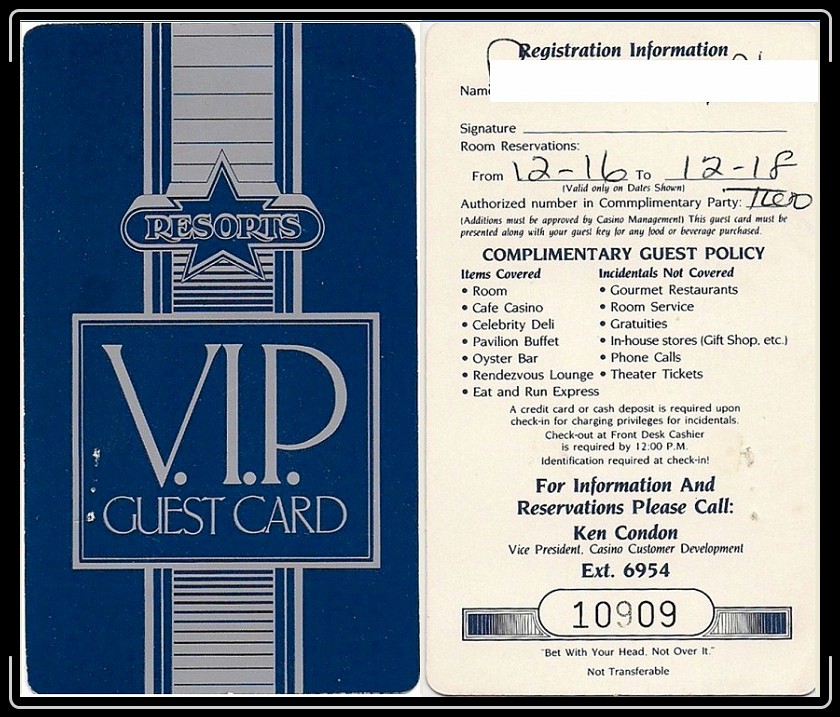 RESORTS
V.I.P.
GUEST CARD
Registration Information
Name
Signature
Room Reservations:
From 12-16 To 12-18
(Valid only on Dates Shown)
Authorized number in Commplimentary Party: Two
(Additions must be approved by Casino Management) This guest card must be
presented along with your guest key for any food or beverage purchased.
COMPLIMENTARY GUEST POLICY
Items Covered Incidentals Not Covered
• Room • Gourmet Restaurants
• Cafe Casino • Room Service
• Celebrity Deli • Gratuities
• Pavilion Buffet • In-house stores (Gift Shop, etc.)
• Oyster Bar • Phone Calls
• Rendezvous Lounge • Theater Tickets
• Eat and Run Express
A credit card or cash deposit is required upon
check-in for charging privileges for incidentals.
Check-out at Front Desk Cashier
is required by 12:00 P.M.
Identification required at check-in!
For Information And
Reservations Please Call:
Ken Condon
Vice President, Casino Customer Development
Ext. 6954
10909
"Bet With Your Head, Not Over It."
Not Transferable